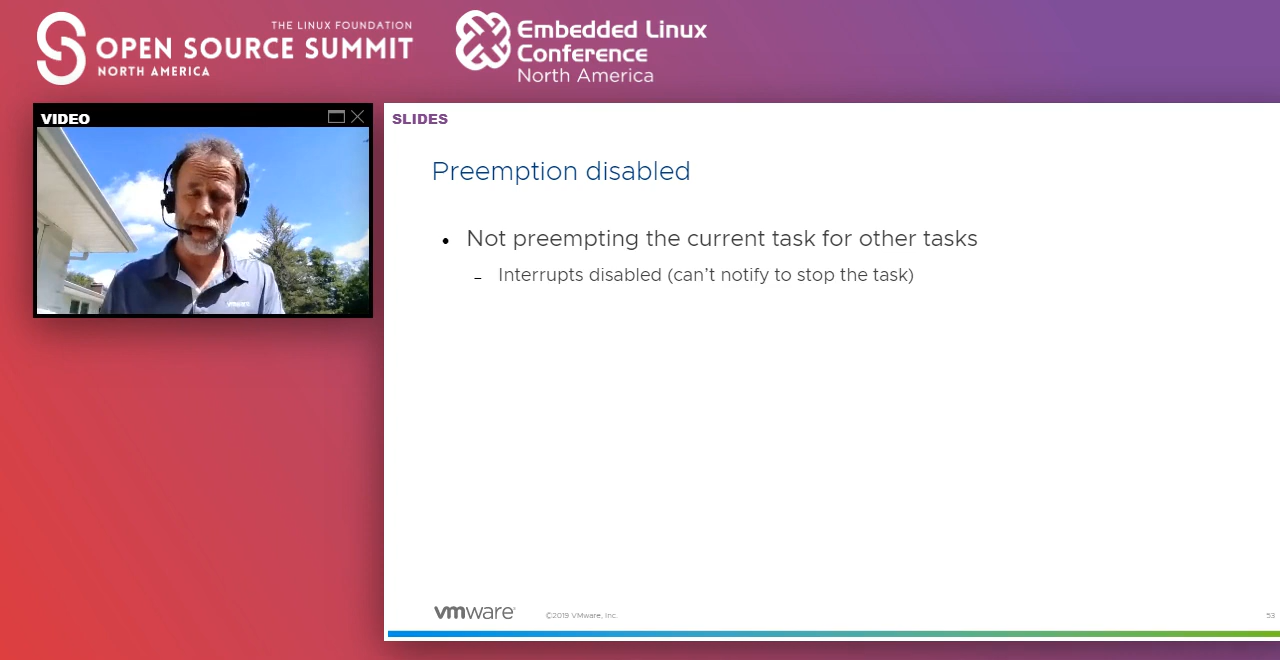 THE LINUX FOUNDATION
OPEN SOURCE SUMMIT
NORTH AMERICA
Embedded Linux
Conference
North America
VIDEO
vmware
SLIDES
Preemption disabled
• Not preempting the current task for other tasks
– Interrupts disabled (can't notify to stop the task)
vmware®
©2019 VMware, Inc.
53